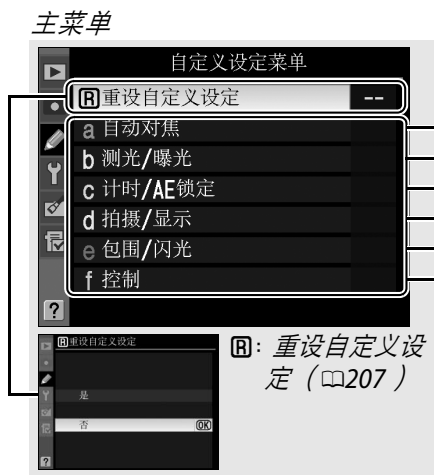 主菜单
自定义设定菜单
R重设自定义设定 --
a 自动对焦
b 测光/曝光
c 计时/AE锁定
d 拍摄/显示
e 包围/闪光
f 控制
?
R重设自定义设定
是
否 OK
?
R: 重设自定义设
定（207）